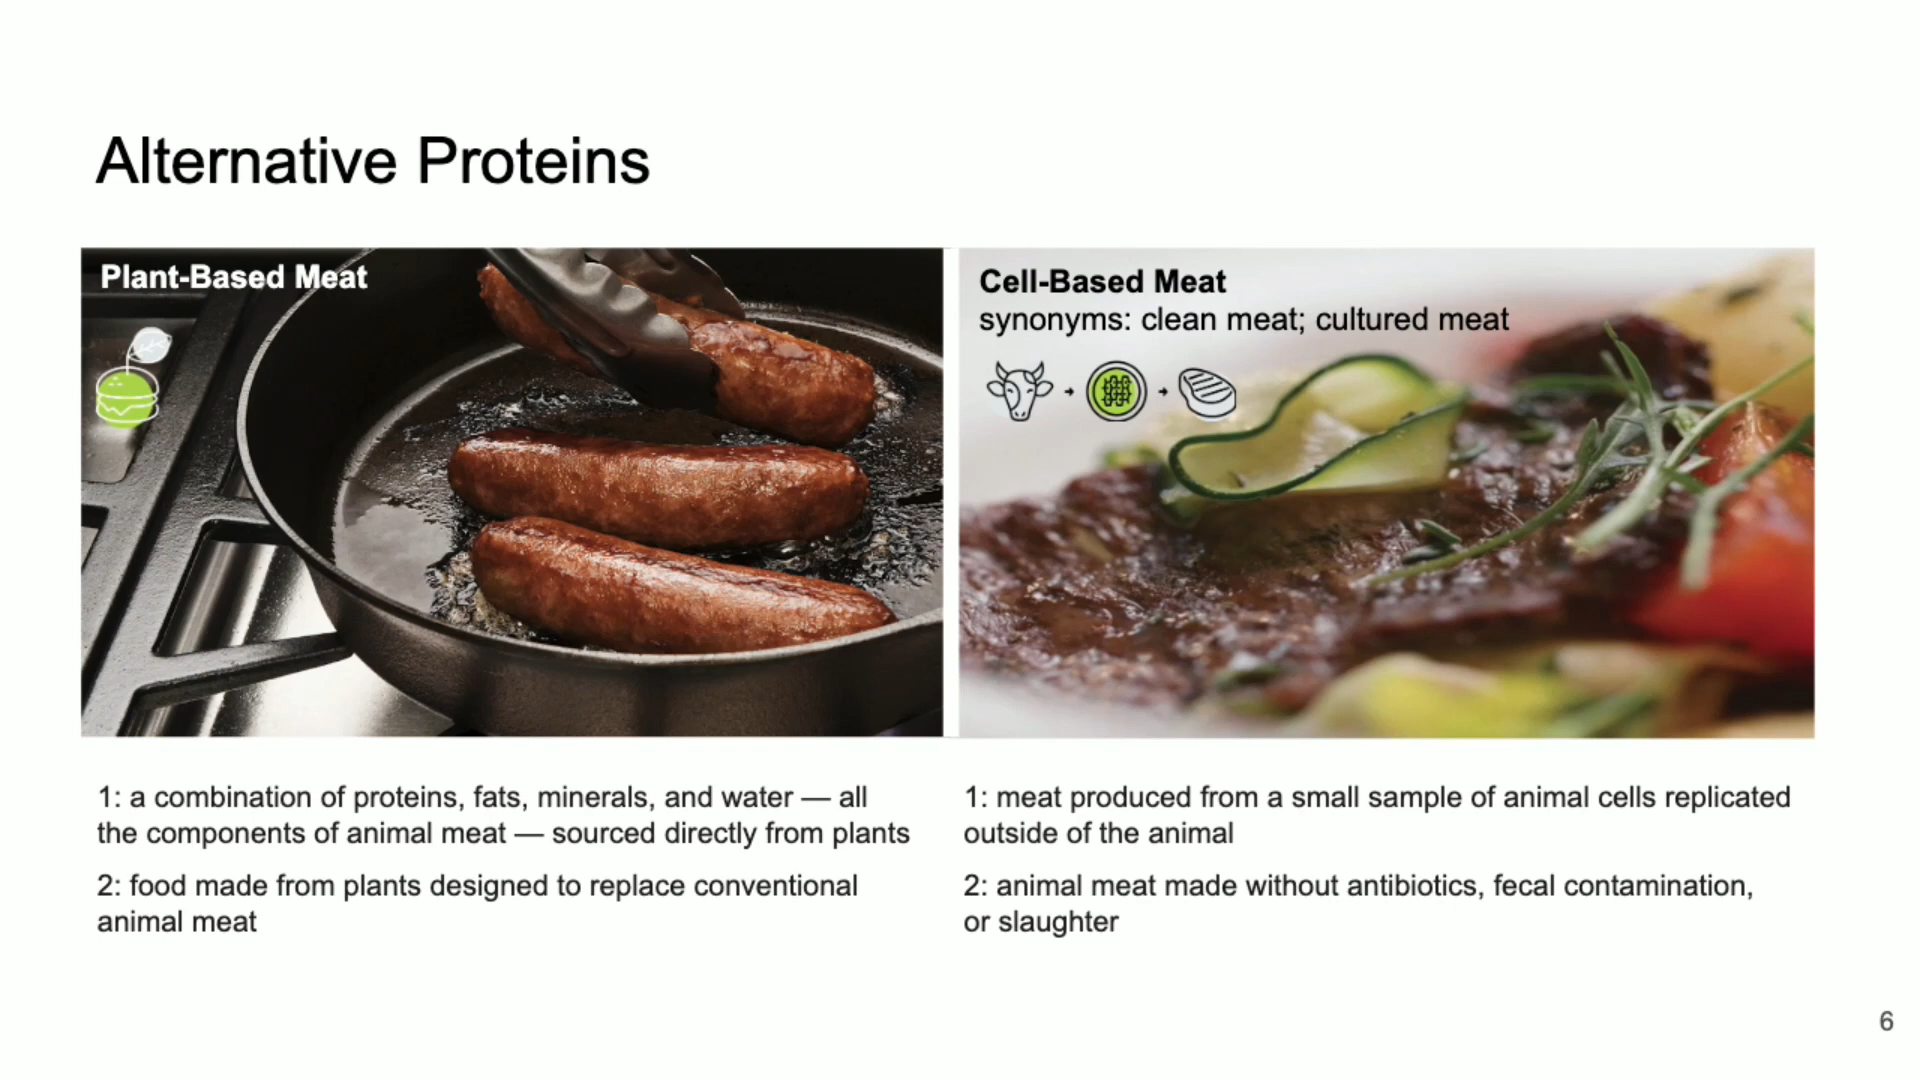 Alternative Proteins
Plant-Based Meat
Cell-Based Meat
synonyms: clean meat; cultured meat
1: a combination of proteins, fats, minerals, and water — all
the components of animal meat — sourced directly from plants
2: food made from plants designed to replace conventional
animal meat
1: meat produced from a small sample of animal cells replicated
outside of the animal
2: animal meat made without antibiotics, fecal contamination,
or slaughter
6